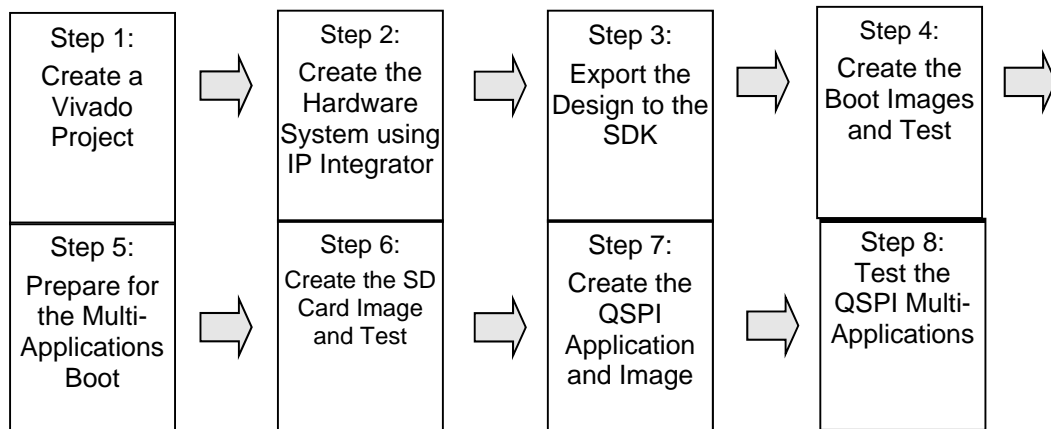 Step 1:
Create a
Vivado
Project
Step 2:
Create the
Hardware
System using
IP Integrator
Step 3:
Export the
Design to the
SDK
Step 4:
Create the
Boot Images
and Test
Step 5:
Prepare for
the Multi-
Applications
Boot
Step 6:
Create the SD
Card Image
and Test
Step 7:
Create the
QSPI
Application
and Image
Step 8:
Test the
QSPI Multi-
Applications